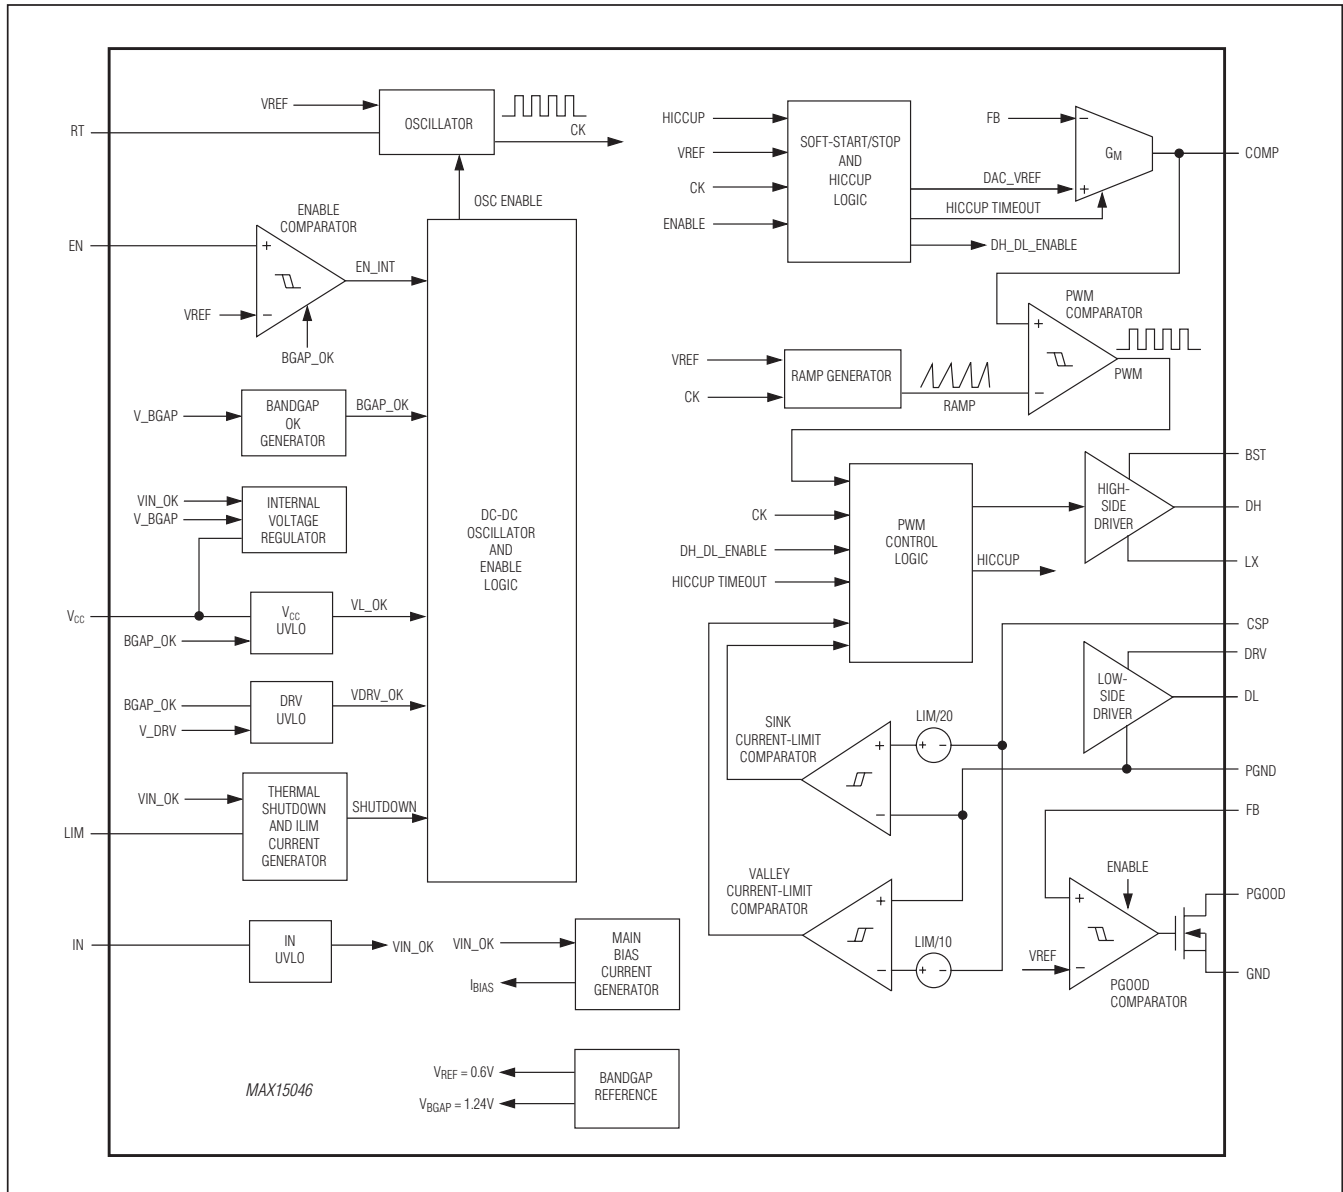 VREF
RT
OSCILLATOR
CK
OSC ENABLE
ENABLE
COMPARATOR
EN
+
EN_INT
VREF
−
BGAP_OK
V_BGAP
BANDGAP
OK
GENERATOR
BGAP_OK
VIN_OK
V_BGAP
INTERNAL
VOLTAGE
REGULATOR
DC-DC
OSCILLATOR
AND
ENABLE
LOGIC
VCC
VCC
UVLO
VL_OK
BGAP_OK
BGAP_OK
V_DRV
DRV
UVLO
VDRV_OK
VIN_OK
LIM
THERMAL
SHUTDOWN
AND ILIM
CURRENT
GENERATOR
SHUTDOWN
IN
IN
UVLO
VIN_OK
VIN_OK
IBIAS
MAIN
BIAS
CURRENT
GENERATOR
VREF = 0.6V
VBGAP = 1.24V
BANDGAP
REFERENCE
MAX15046
HICCUP
VREF
CK
ENABLE
SOFT-START/STOP
AND
HICCUP
LOGIC
FB
−
GM
+
COMP
DAC_VREF
HICCUP TIMEOUT
DH_DL_ENABLE
PWM
COMPARATOR
+
−
PWM
VREF
CK
RAMP GENERATOR
RAMP
CK
DH_DL_ENABLE
HICCUP TIMEOUT
PWM
CONTROL
LOGIC
HICCUP
HIGH-
SIDE
DRIVER
BST
DH
LX
CSP
DRV
LOW-
SIDE
DRIVER
DL
PGND
SINK
CURRENT-LIMIT
COMPARATOR
+
−
LIM/20
+ −
VALLEY
CURRENT-LIMIT
COMPARATOR
+
−
LIM/10
+ −
FB
ENABLE
+
VREF
−
PGOOD
COMPARATOR
PGOOD
GND